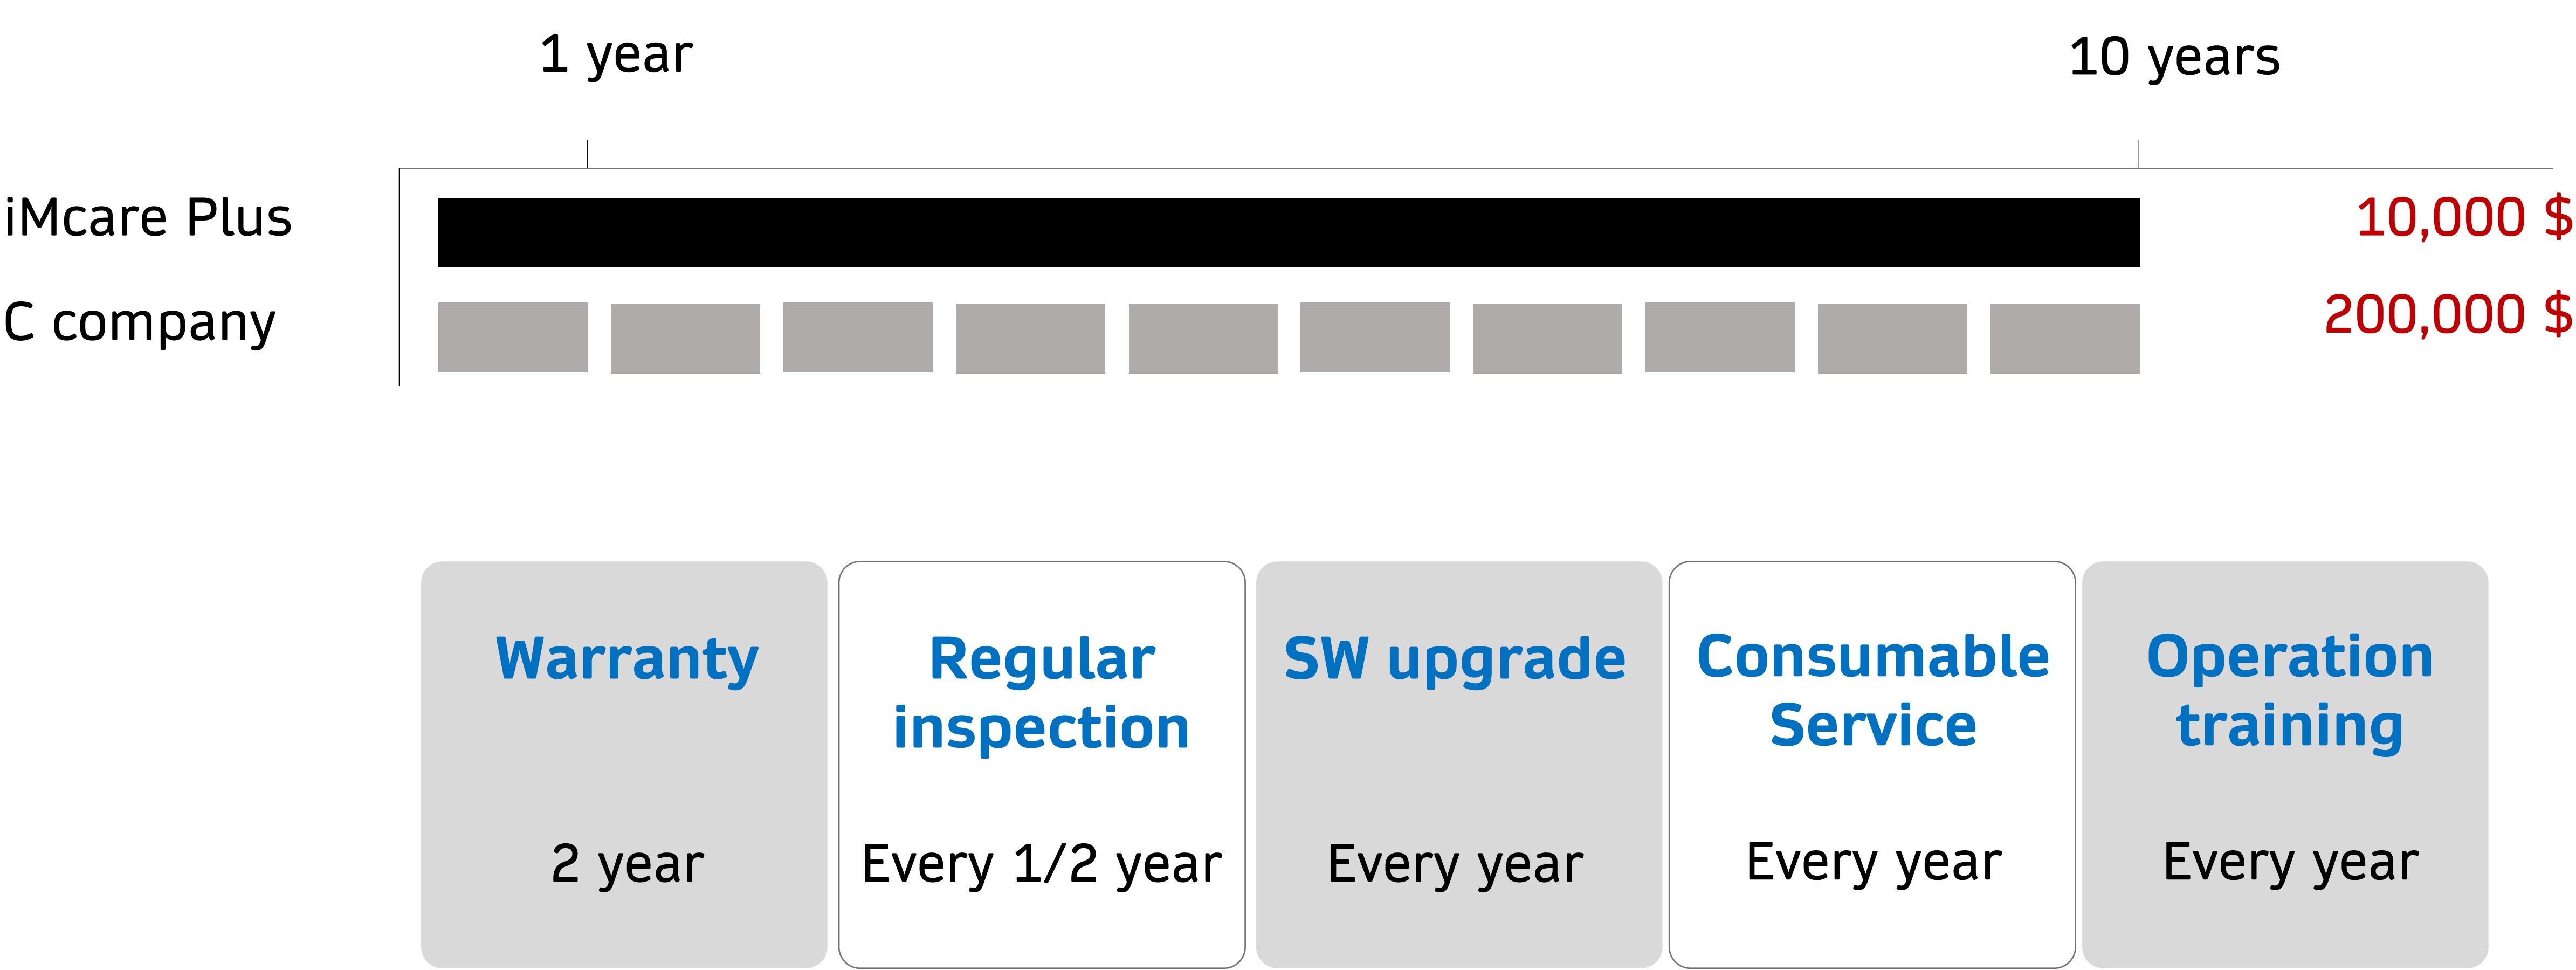 1 year
10 years
iMcare Plus
10,000 $
C company
200,000 $
Warranty
2 year
Regular
inspection
Every 1/2 year
SW upgrade
Every year
Consumable
Service
Every year
Operation
training
Every year